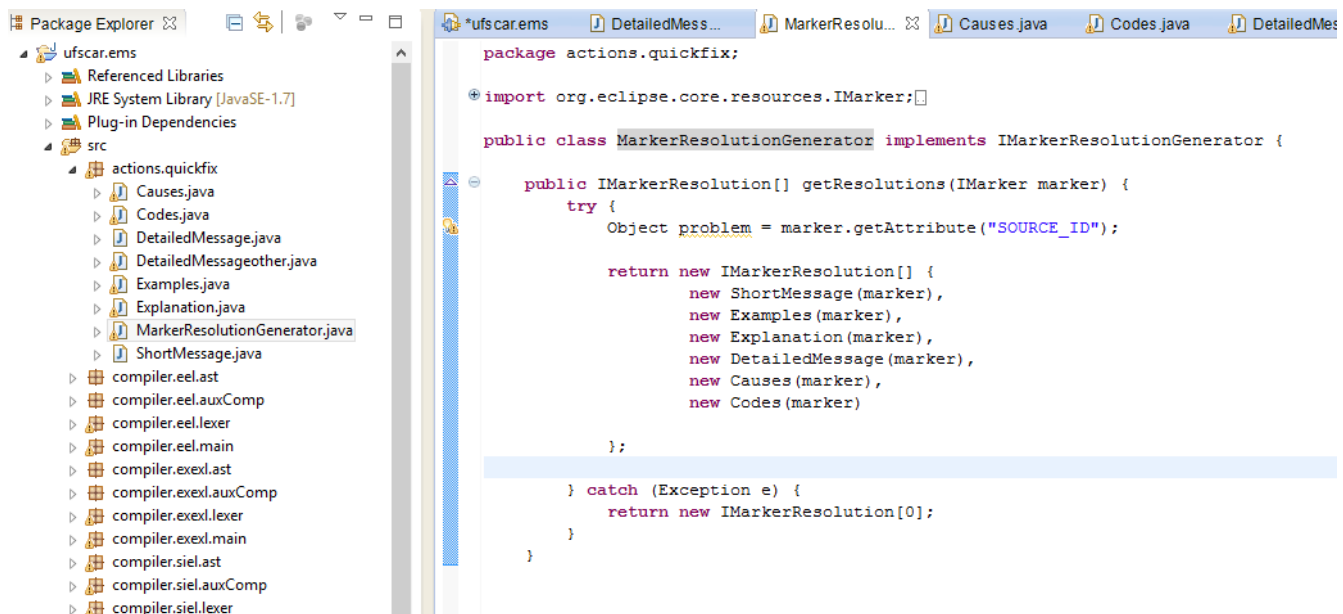 Package Explorer
ufscar.ems
Referenced Libraries
JRE System Library [JavaSE-1.7]
Plug-in Dependencies
src
actions.quickfix
Causes.java
Codes.java
DetailedMessage.java
DetailedMessageother.java
Examples.java
Explanation.java
MarkerResolutionGenerator.java
ShortMessage.java
compiler.eel.ast
compiler.eel.auxComp
compiler.eel.lexer
compiler.eel.main
compiler.exexl.ast
compiler.exexl.auxComp
compiler.exexl.lexer
compiler.exexl.main
compiler.siel.ast
compiler.siel.auxComp
compiler.siel.lexer
*ufscar.ems DetailedMess... MarkerResolu... Causes.java Codes.java DetailedMes
package actions.quickfix;
import org.eclipse.core.resources.IMarker;
public class MarkerResolutionGenerator implements IMarkerResolutionGenerator {
public IMarkerResolution[] getResolutions(IMarker marker) {
try {
Object problem = marker.getAttribute("SOURCE_ID");
return new IMarkerResolution[] {
new ShortMessage(marker),
new Examples(marker),
new Explanation(marker),
new DetailedMessage(marker),
new Causes(marker),
new Codes(marker)
};
} catch (Exception e) {
return new IMarkerResolution[0];
}
}